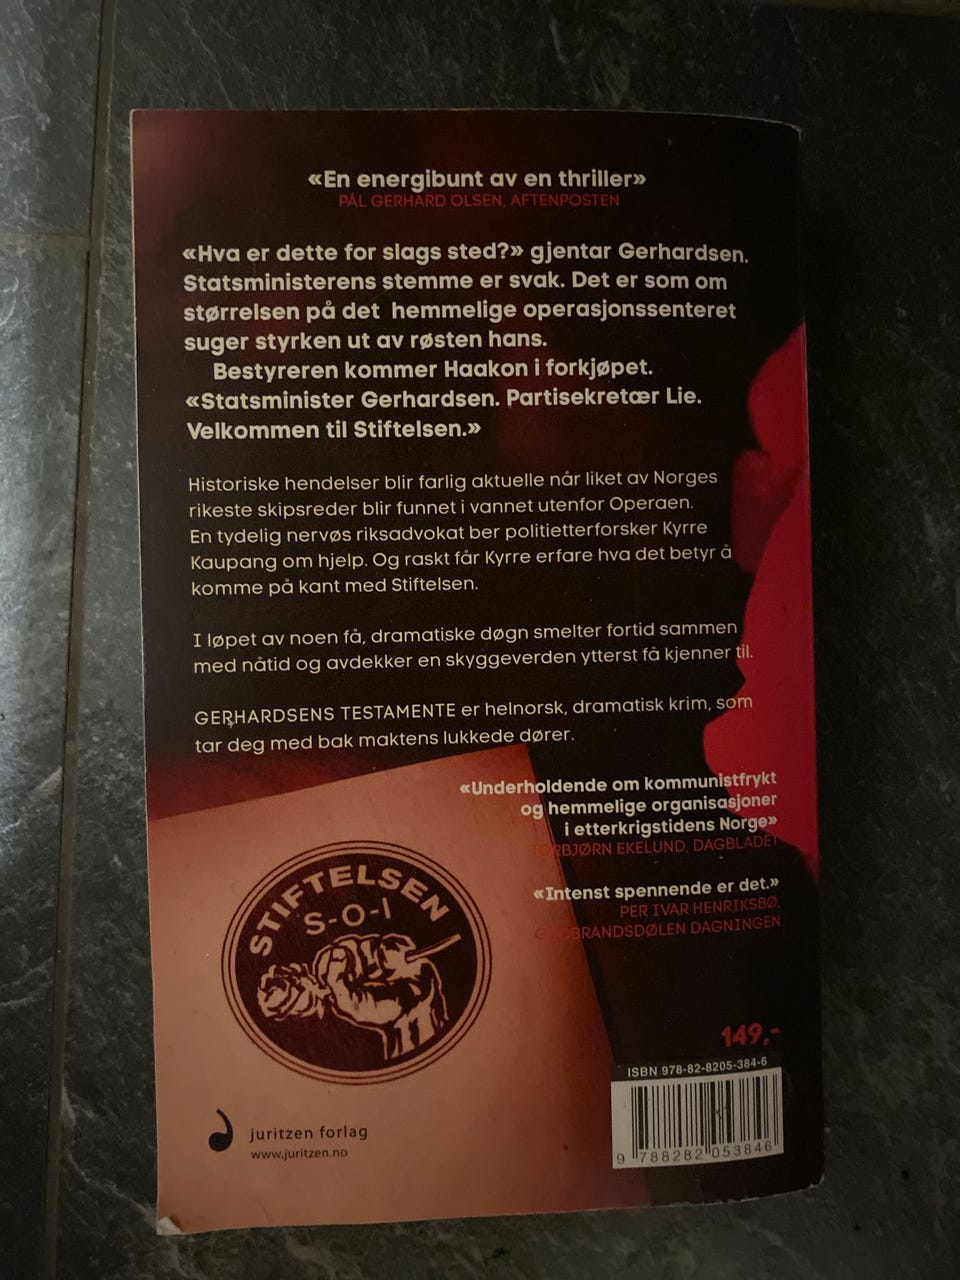 «En energibunt av en thriller»
PÅL GERHARD OLSEN, AFTENPOSTEN
«Hva er dette for slags sted?» gjentar Gerhardsen.
Statsministerens stemme er svak. Det er som om
størrelsen på det hemmelige operasjonssenteret
suger styrken ut av røsten hans.
Bestyreren kommer Haakon i forkjøpet.
«Statsminister Gerhardsen. Partisekretær Lie.
Velkommen til Stiftelsen.»
Historiske hendelser blir farlig aktuelle når liket av Norges
rikeste skipsreder blir funnet i vannet utenfor Operaen.
En tydelig nervøs riksadvokat ber politietterforsker Kyrre
Kaupang om hjelp. Og raskt får Kyrre erfare hva det betyr å
komme på kant med Stiftelsen.
I løpet av noen få, dramatiske døgn smelter fortid sammen
med nåtid og avdekker en skyggeverden ytterst få kjenner til.
GERHARDSENS TESTAMENTE er helnorsk, dramatisk krim, som
tar deg med bak maktens lukkede dører.
«Underholdende om kommunistfrykt
og hemmelige organisasjoner
i etterkrigstidens Norge»
TORBJØRN EKELUND, DAGBLADET
«Intenst spennende er det.»
PER IVAR HENRIKSBØ,
GUDBRANDSDØLEN DAGNINGEN
STIFTELSEN
S-O-I
149,-
ISBN 978-82-8205-384-6
9 788282 053846
juritzen forlag
www.juritzen.no